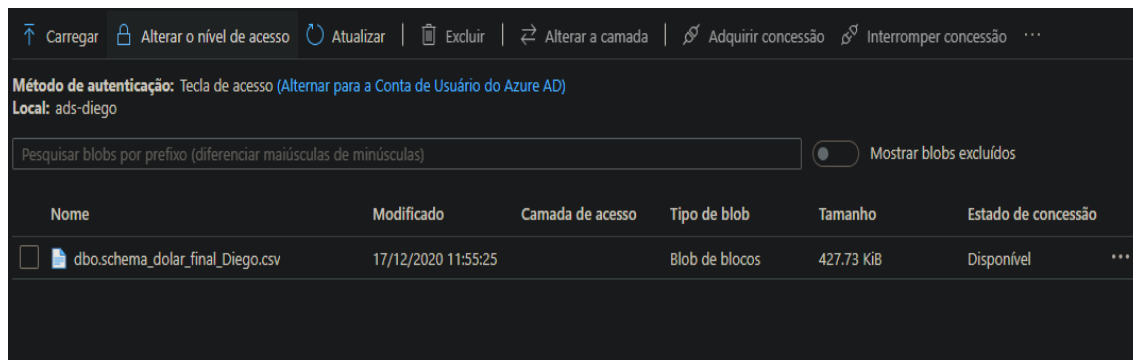 Carregar Alterar o nível de acesso Atualizar Excluir Alterar a camada Adquirir concessão Interromper concessão ...
Método de autenticação: Tecla de acesso (Alternar para a Conta de Usuário do Azure AD)
Local: ads-diego
Pesquisar blobs por prefixo (diferenciar maiúsculas de minúsculas) Mostrar blobs excluídos
Nome Modificado Camada de acesso Tipo de blob Tamanho Estado de concessão
dbo.schema_dolar_final_Diego.csv 17/12/2020 11:55:25 Blob de blocos 427.73 KiB Disponível ...